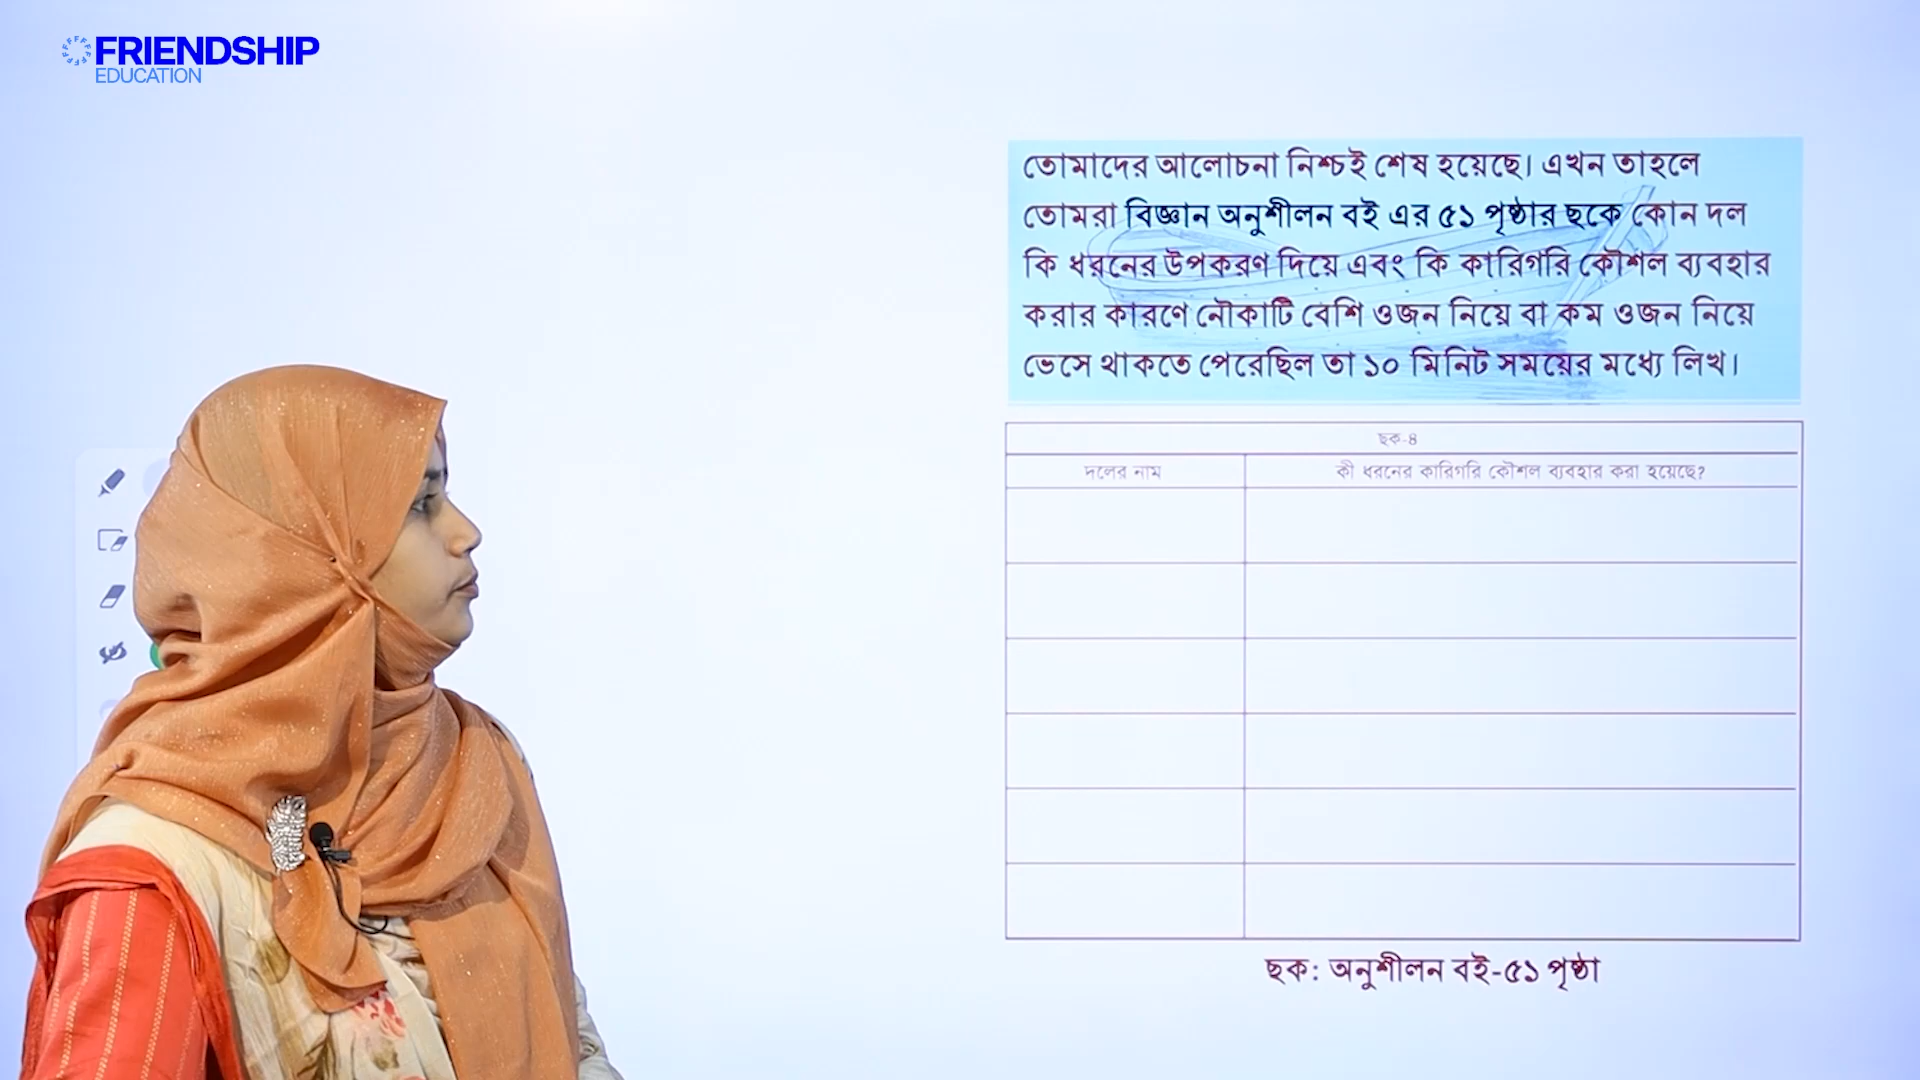 FRIENDSHIP
EDUCATION
তোমাদের আলোচনা নিশ্চই শেষ হয়েছে। এখন তাহলে
তোমরা বিজ্ঞান অনুশীলন বই এর ৫১ পৃষ্ঠার ছকে কোন দল
কি ধরনের উপকরণ দিয়ে এবং কি কারিগরি কৌশল ব্যবহার
করার কারণে নৌকাটি বেশি ওজন নিয়ে বা কম ওজন নিয়ে
ভেসে থাকতে পেরেছিল তা ১০ মিনিট সময়ের মধ্যে লিখ।
ছক-৪
দলের নাম কী ধরনের কারিগরি কৌশল ব্যবহার করা হয়েছে?
ছক: অনুশীলন বই-৫১ পৃষ্ঠা